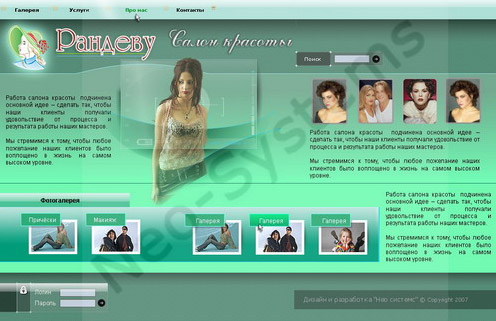 Галерея Услуги Про нас Контакты
Рандеву Салон красоты
Поиск
Работа салона красоты подчинена
основной идее – сделать так, чтобы
наши клиенты получали
удовольствие от процесса и
результата работы наших мастеров.
Мы стремимся к тому, чтобы любое
пожелание наших клиентов было
воплощено в жизнь на самом
высоком уровне.
Работа салона красоты подчинена основной
идее – сделать так, чтобы наши клиенты
получали удовольствие от процесса и
результата работы наших мастеров.
Мы стремимся к тому, чтобы любое пожелание
наших клиентов было воплощено в жизнь на самом высоком
уровне.
Фотогалерея
Прически Макияж Галерея Галерея Галерея
Работа салона красоты подчинена
основной идее – сделать так, чтобы
наши клиенты получали
удовольствие от процесса и
результата работы наших мастеров.
Мы стремимся к тому, чтобы любое
пожелание наших клиентов было
воплощено в жизнь на самом
высоком уровне.
Логин
Пароль
Дизайн и разработка "Нео системс" © Copyright 2007